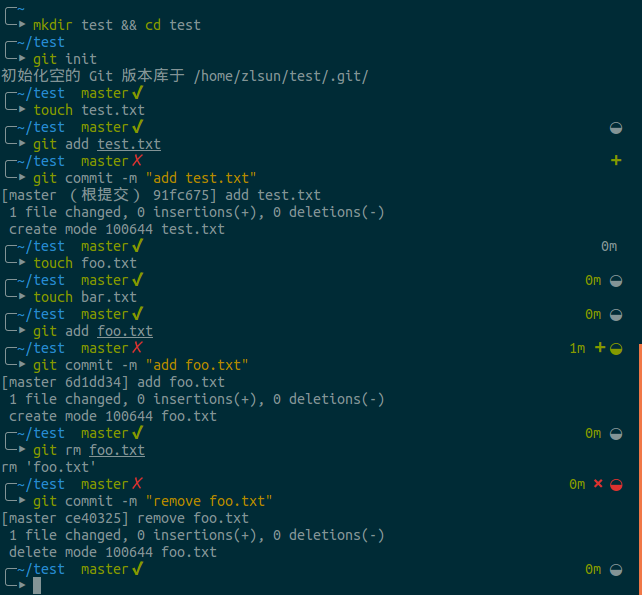 ~
mkdir test && cd test
~/test
git init
初始化空的 Git 版本库于 /home/zlsun/test/.git/
~/test master✔
touch test.txt
~/test master✔ ◒
git add test.txt
~/test master✗ +
git commit -m "add test.txt"
[master （根提交） 91fc675] add test.txt
1 file changed, 0 insertions(+), 0 deletions(-)
create mode 100644 test.txt
~/test master✔ 0m
touch foo.txt
~/test master✔ 0m ◒
touch bar.txt
~/test master✔ 0m ◒
git add foo.txt
~/test master✗ 1m + ◒
git commit -m "add foo.txt"
[master 6d1dd34] add foo.txt
1 file changed, 0 insertions(+), 0 deletions(-)
create mode 100644 foo.txt
~/test master✔ 0m ◒
git rm foo.txt
rm 'foo.txt'
~/test master✗ 0m ✖ ◒
git commit -m "remove foo.txt"
[master ce40325] remove foo.txt
1 file changed, 0 insertions(+), 0 deletions(-)
delete mode 100644 foo.txt
~/test master✔ 0m ◒